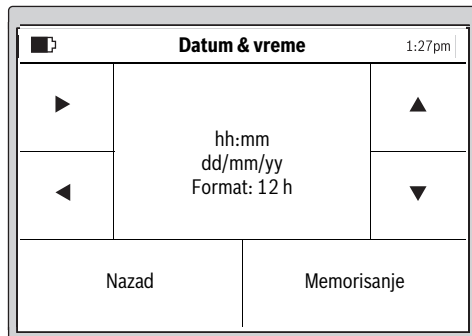 Datum & vreme
1:27pm
hh:mm
dd/mm/yy
Format: 12 h
Nazad
Memorisanje